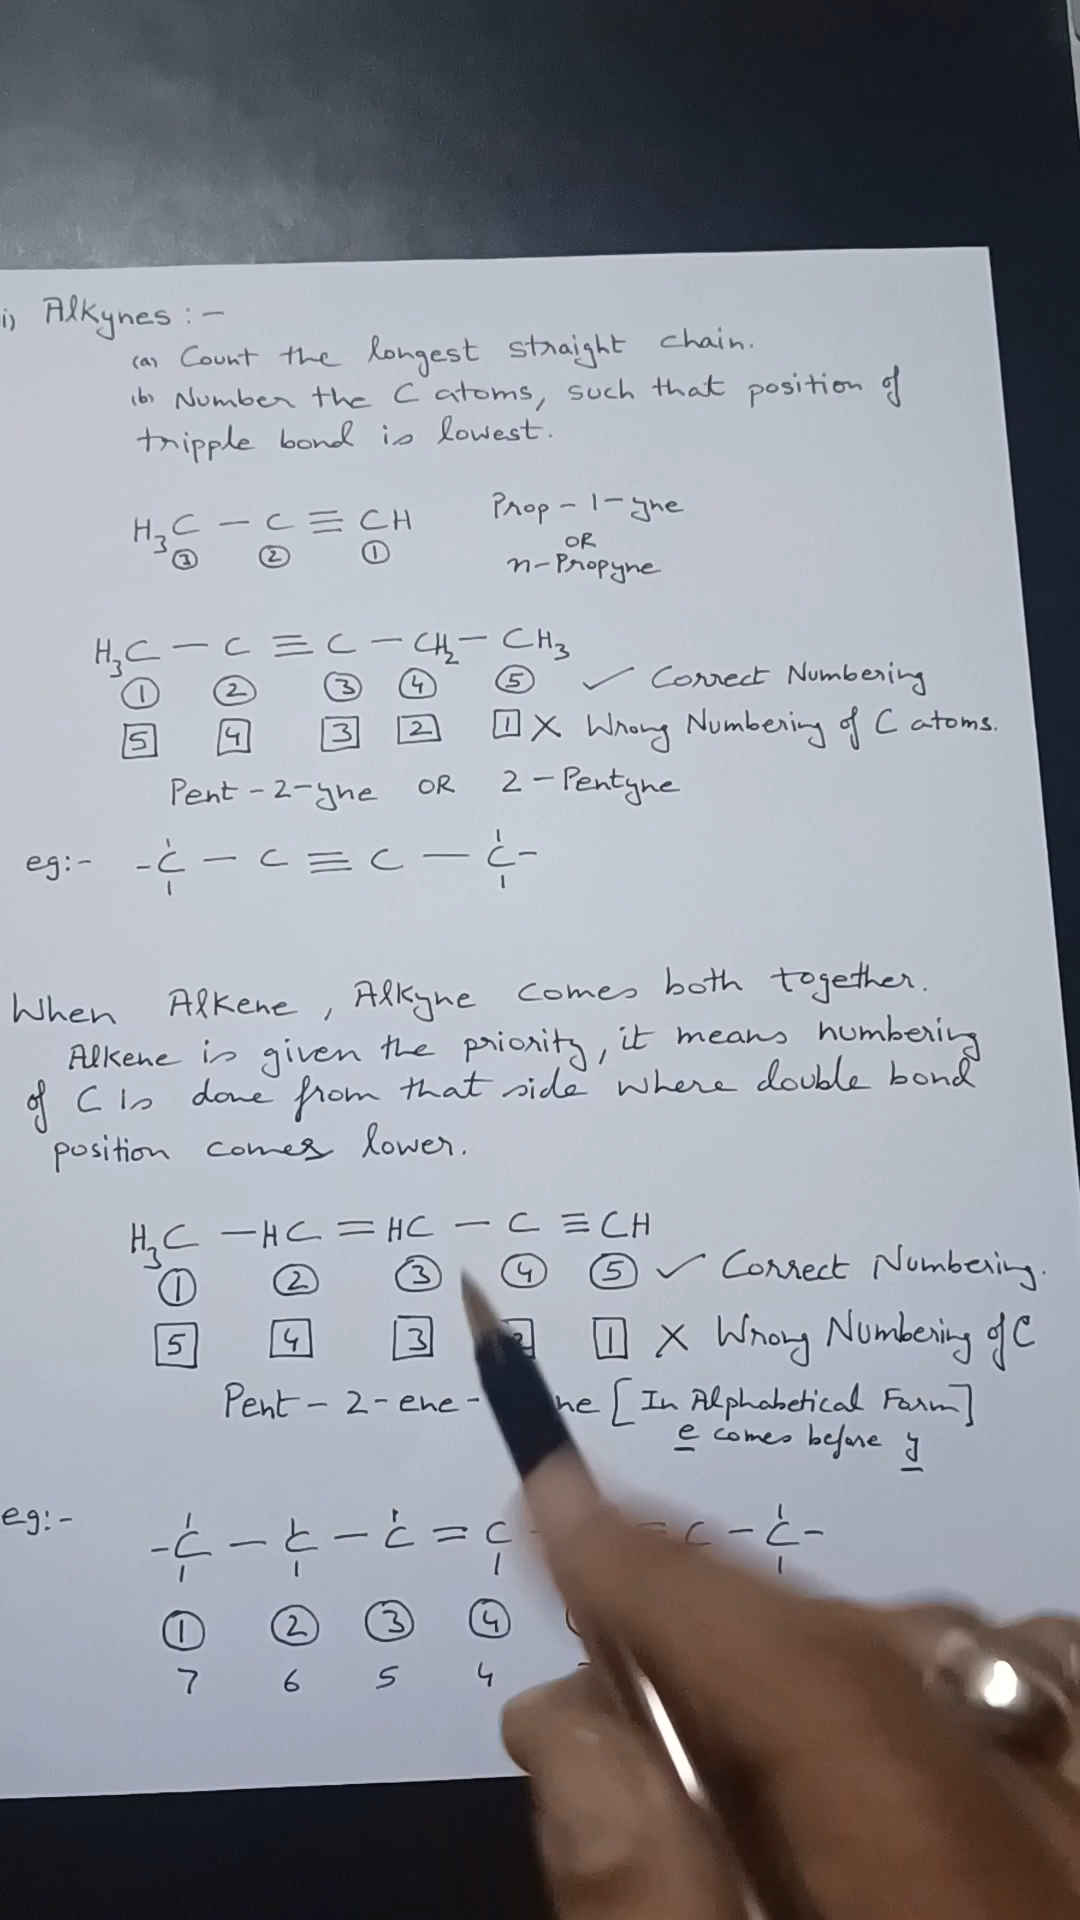 i) Alkynes :-
(a) Count the longest straight chain.
(b) Number the C atoms, such that position of
tripple bond is lowest.
H₃C — C ≡ CH Prop - 1 - yne
③ ② ① OR
n-Propyne
H₃C — C ≡ C — CH₂ — CH₃
① ② ③ ④ ⑤ ✓ Correct Numbering
5 4 3 2 1 X Wrong Numbering of C atoms.
Pent - 2 - yne OR 2 - Pentyne
eg:- -C — C ≡ C — C-
When Alkene, Alkyne comes both together.
Alkene is given the priority, it means numbering
of C is done from that side where double bond
position comes lower.
H₃C — HC = HC — C ≡ CH
① ② ③ ④ ⑤ ✓ Correct Numbering.
5 4 3 1 X Wrong Numbering of C
Pent - 2 - ene - ne [In Alphabetical Form]
e comes before y
eg:- -C — C — C = C - C - C-
① ② ③ ④
7 6 5 4